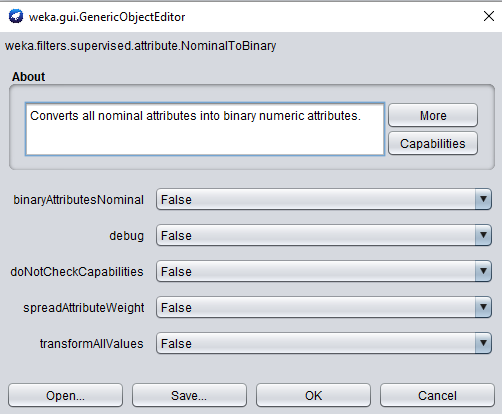 weka.gui.GenericObjectEditor
weka.filters.supervised.attribute.NominalToBinary
About
Converts all nominal attributes into binary numeric attributes.
More
Capabilities
binaryAttributesNominal False
debug False
doNotCheckCapabilities False
spreadAttributeWeight False
transformAllValues False
Open... Save... OK Cancel